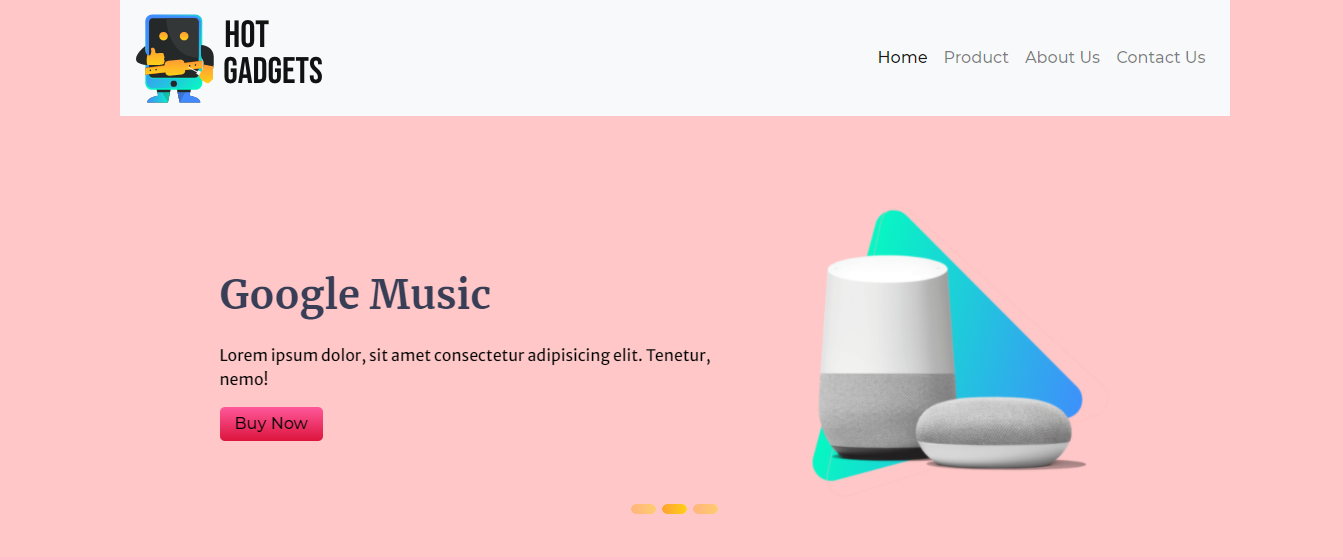 HOT
GADGETS
Home Product About Us Contact Us
Google Music
Lorem ipsum dolor, sit amet consectetur adipisicing elit. Tenetur,
nemo!
Buy Now